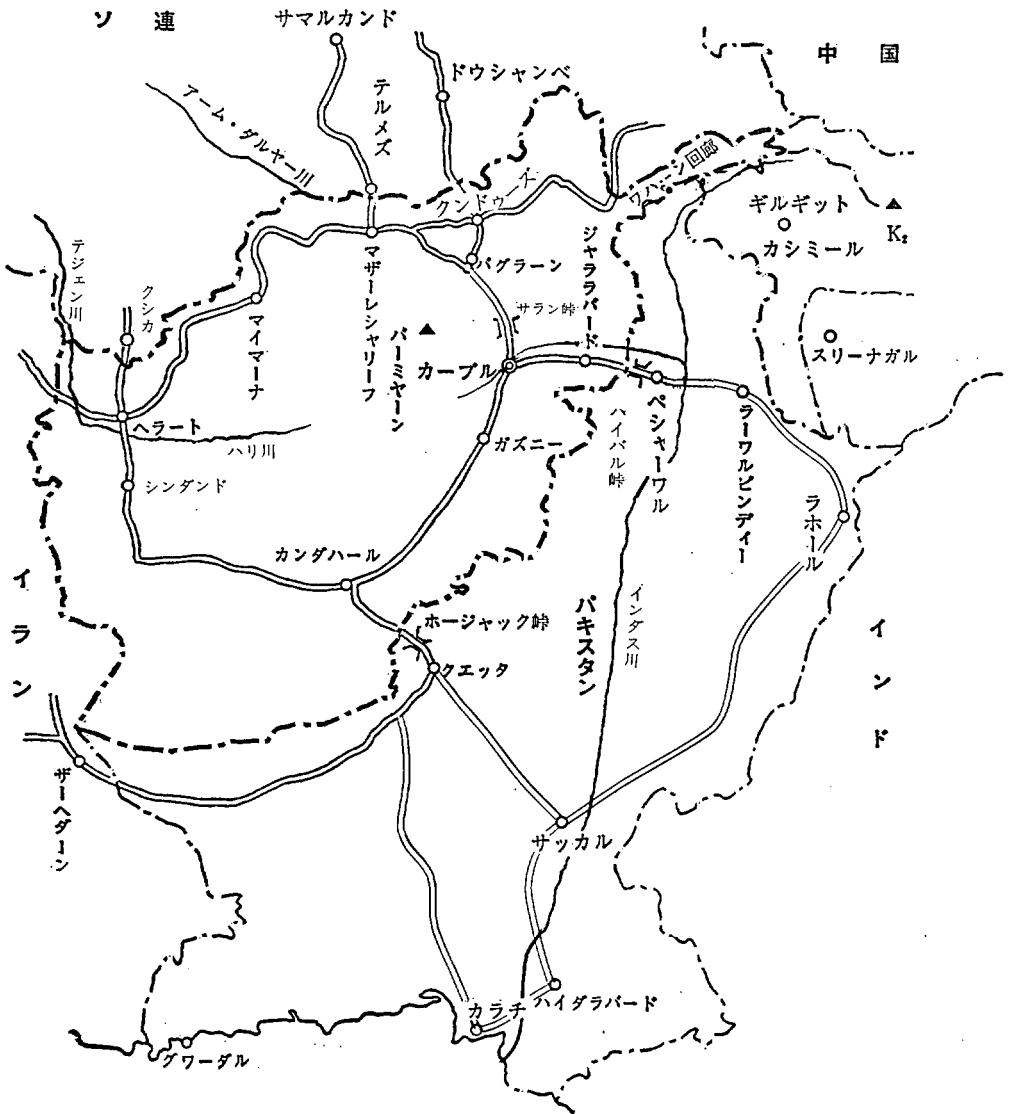 ソ連
サマルカンド
中国
ドウシャンベ
テルメズ
アーム・ダルヤー川
ワハーン回郎
クンドゥーズ
ギルギット
K₂
カシミール
テジェン川
クシカ
マイマーナ
マザーレシャリーフ
バグラーン
ジャララバード
サラン峠
バーミヤーン
カーブル
スリーナガル
ヘラート
ハリ川
ガズニー
ハイバル峠
ペシャーワル
ラーワルピンディー
シンダンド
ラホール
カンダハール
イラン
ホージャック峠
パキスタン
インダス川
インド
クエッタ
ザーヘダーン
サッカル
カラチ
ハイダラバード
グワーダル